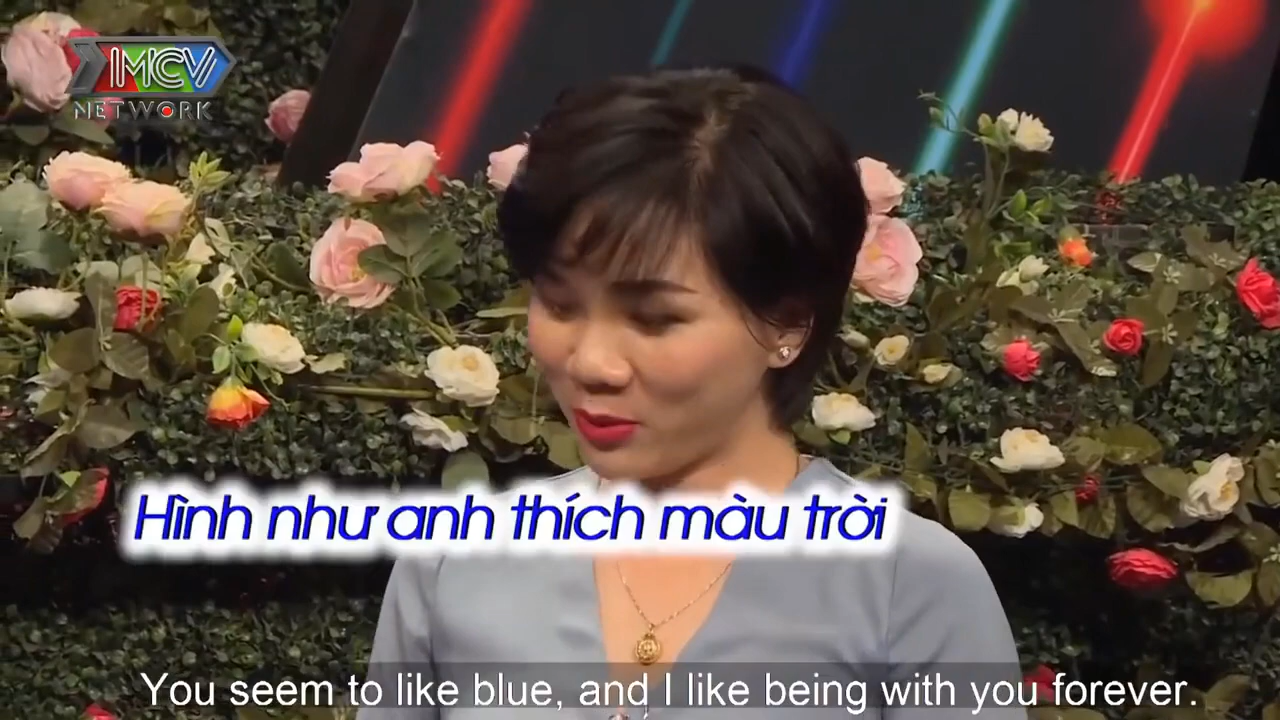 MCV
NETWORK
Hình như anh thích màu trời
You seem to like blue, and I like being with you forever.